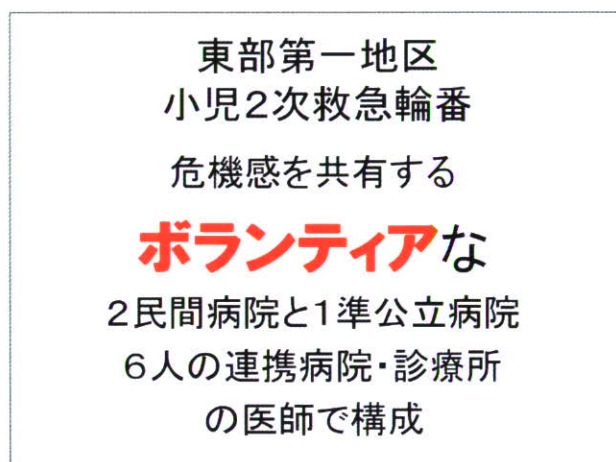 東部第一地区
小児2次救急輪番
危機感を共有する
ボランティアな
2民間病院と1準公立病院
6人の連携病院・診療所
の医師で構成